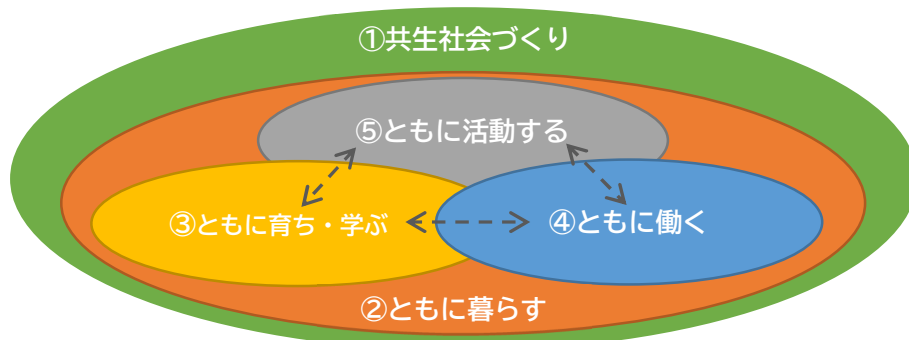 ①共生社会づくり
⑤ともに活動する
③ともに育ち・学ぶ
④ともに働く
②ともに暮らす